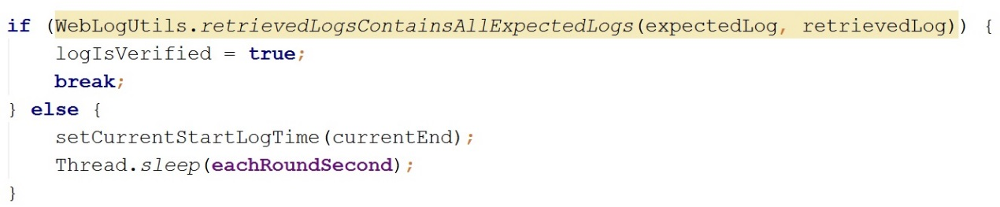 if (WebLogUtils.retrievedLogsContainsAllExpectedLogs(expectedLog, retrievedLog)) {
    logIsVerified = true;
    break;
} else {
    setCurrentStartLogTime(currentEnd);
    Thread.sleep(eachRoundSecond);
}